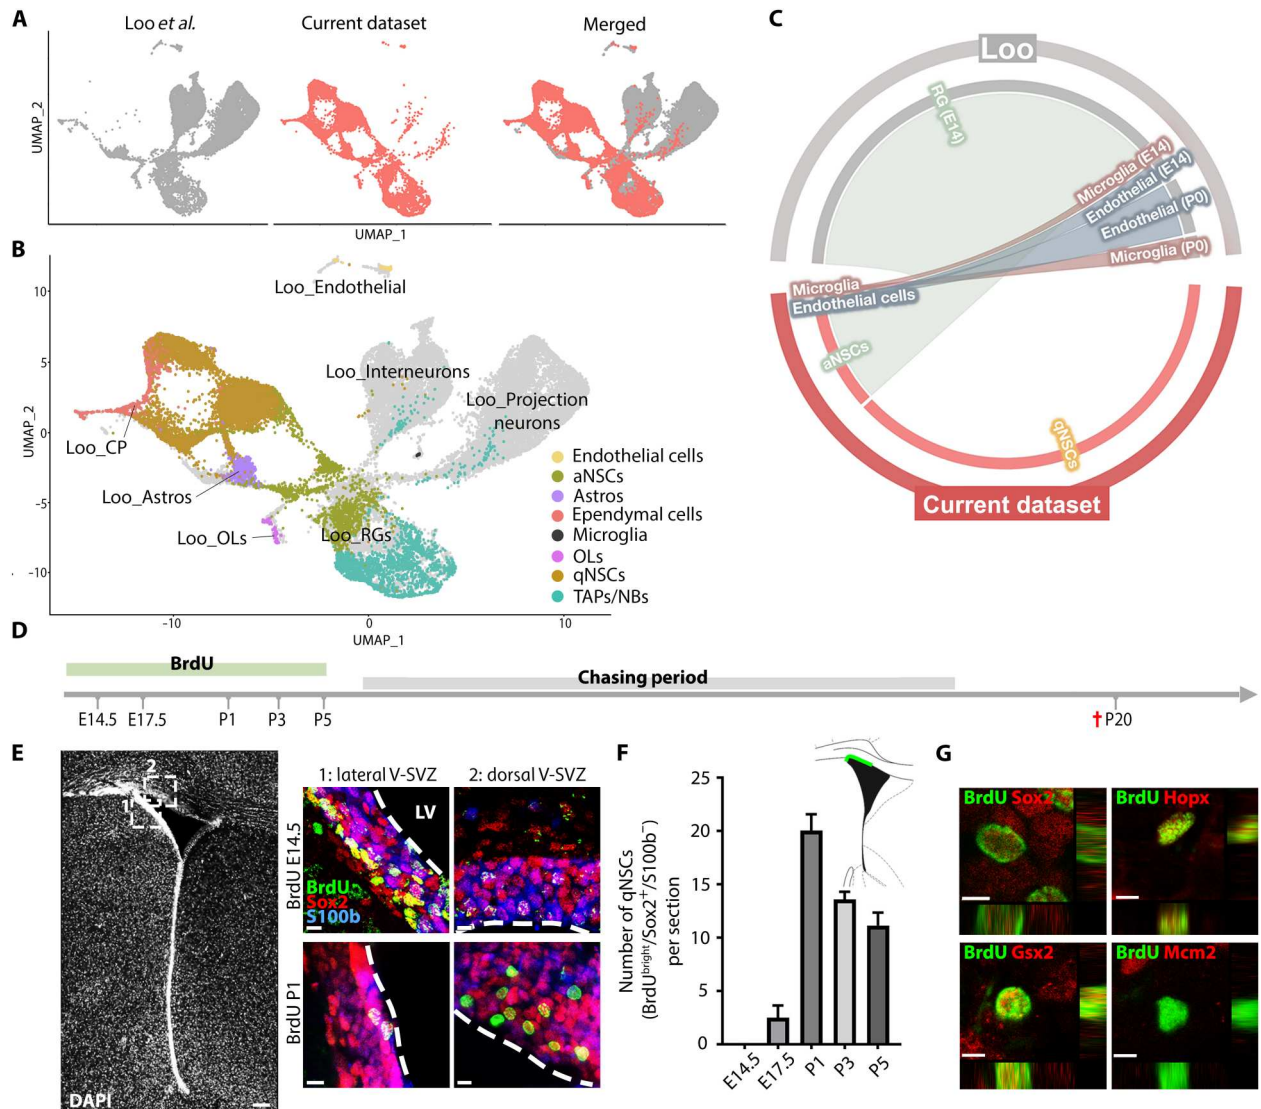 A
Loo et al.
Current dataset
Merged
UMAP_2
UMAP_1
B
Loo_Endothelial
Loo_Interneurons
Loo_Projection
neurons
Loo_CP
Loo_Astros
Loo_OLs
Loo_RGs
Endothelial cells
aNSCs
Astros
Ependymal cells
Microglia
OLs
qNSCs
TAPs/NBs
10
5
0
−5
−10
UMAP_2
−10
0
10
UMAP_1
C
Loo
RG (E14)
Microglia (E14)
Endothelial (E14)
Endothelial (P0)
Microglia (P0)
Microglia
Endothelial cells
aNSCs
qNSCs
Current dataset
D
BrdU
Chasing period
E14.5
E17.5
P1
P3
P5
†P20
E
2
1
DAPI
1: lateral V-SVZ
2: dorsal V-SVZ
BrdU E14.5
LV
BrdU
Sox2
S100b
BrdU P1
F
Number of qNSCs
(BrdUbright/Sox2+/S100b−)
per section
25
20
15
10
5
0
E14.5
E17.5
P1
P3
P5
G
BrdU Sox2
BrdU Hopx
BrdU Gsx2
BrdU Mcm2